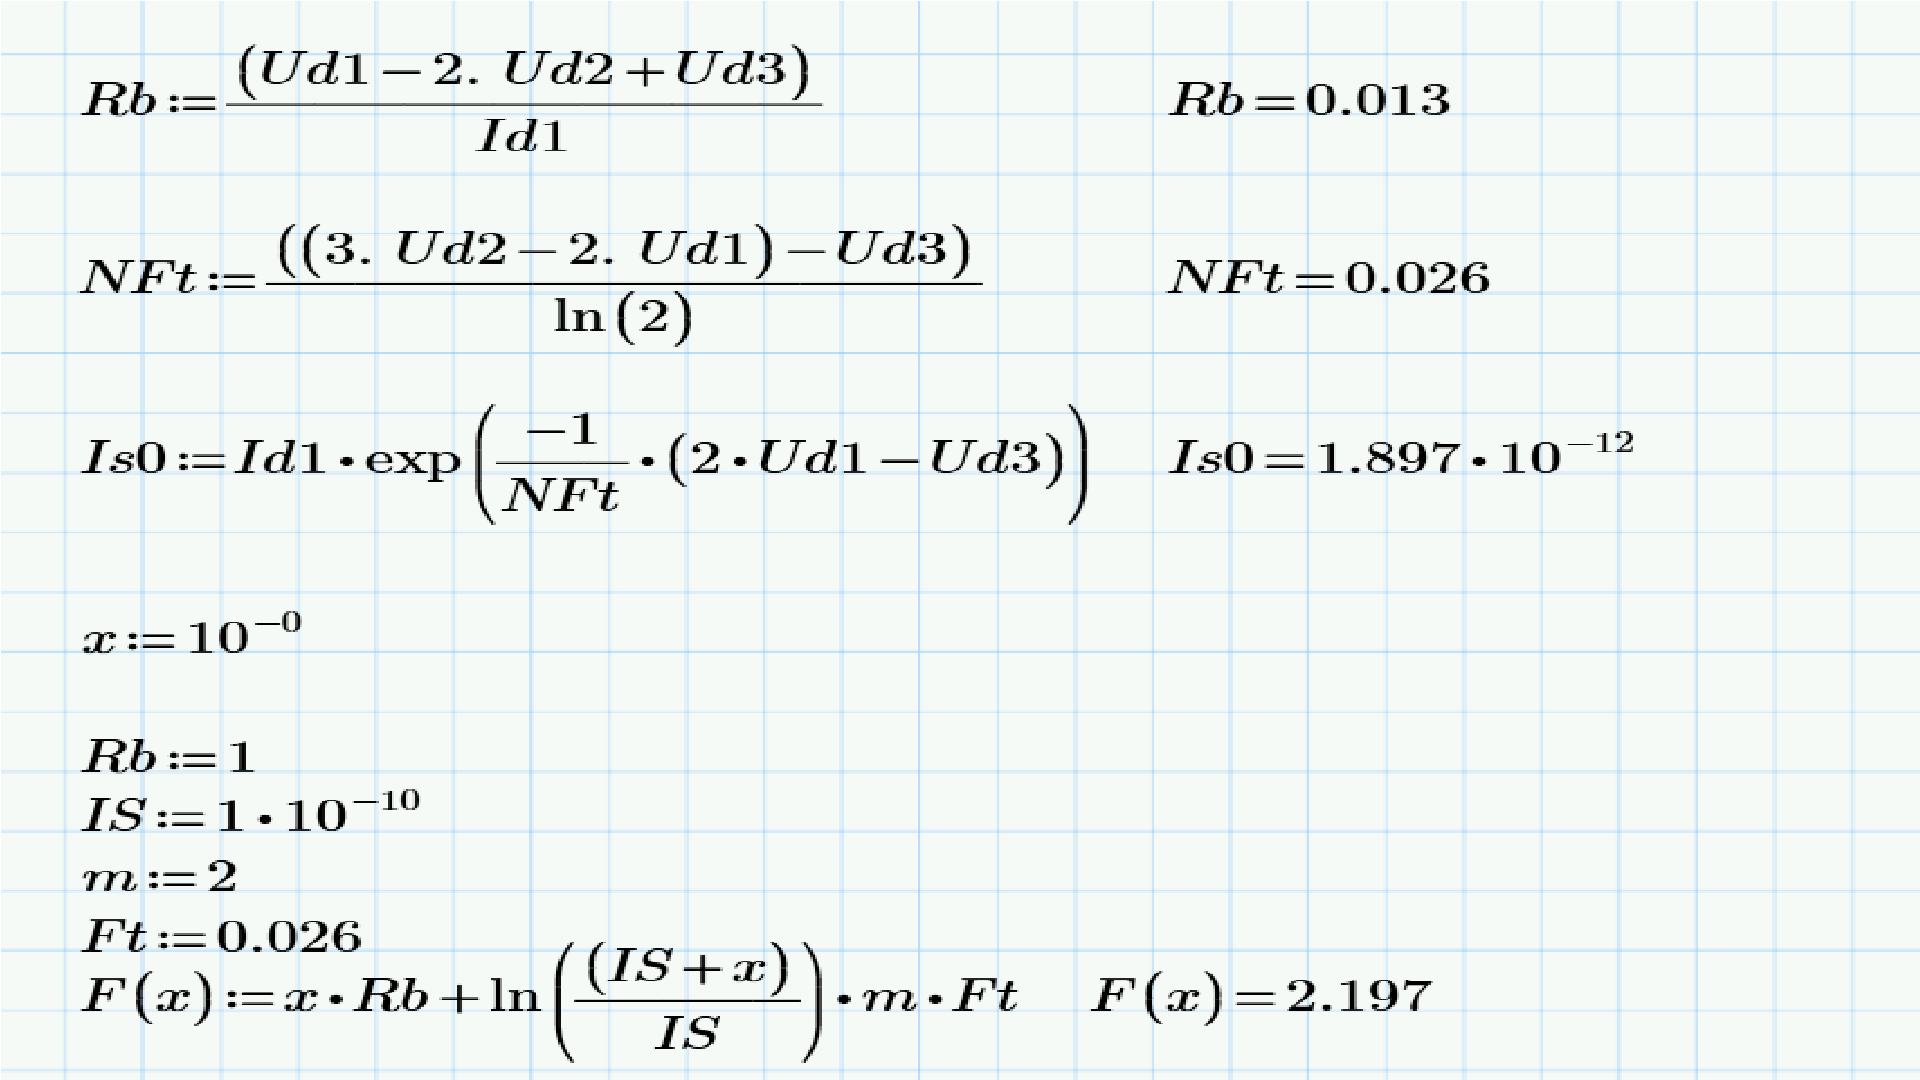 Rb := (Ud1 − 2. Ud2 + Ud3) / Id1    Rb = 0.013
NFt := ((3. Ud2 − 2. Ud1) − Ud3) / ln(2)    NFt = 0.026
Is0 := Id1 • exp(−1 / NFt • (2 • Ud1 − Ud3))    Is0 = 1.897 • 10^−12
x := 10^−0
Rb := 1
IS := 1 • 10^−10
m := 2
Ft := 0.026
F(x) := x • Rb + ln((IS + x) / IS) • m • Ft    F(x) = 2.197